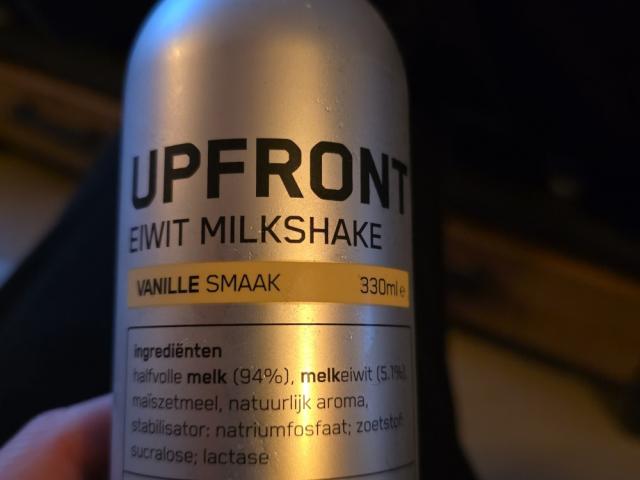 UPFRONT
EIWIT MILKSHAKE
VANILLE SMAAK 330ml e
ingrediënten
halfvolle melk (94%), melkeiwit (5.1%),
maïszetmeel, natuurlijk aroma,
stabilisator: natriumfosfaat; zoetstof:
sucralose; lactase